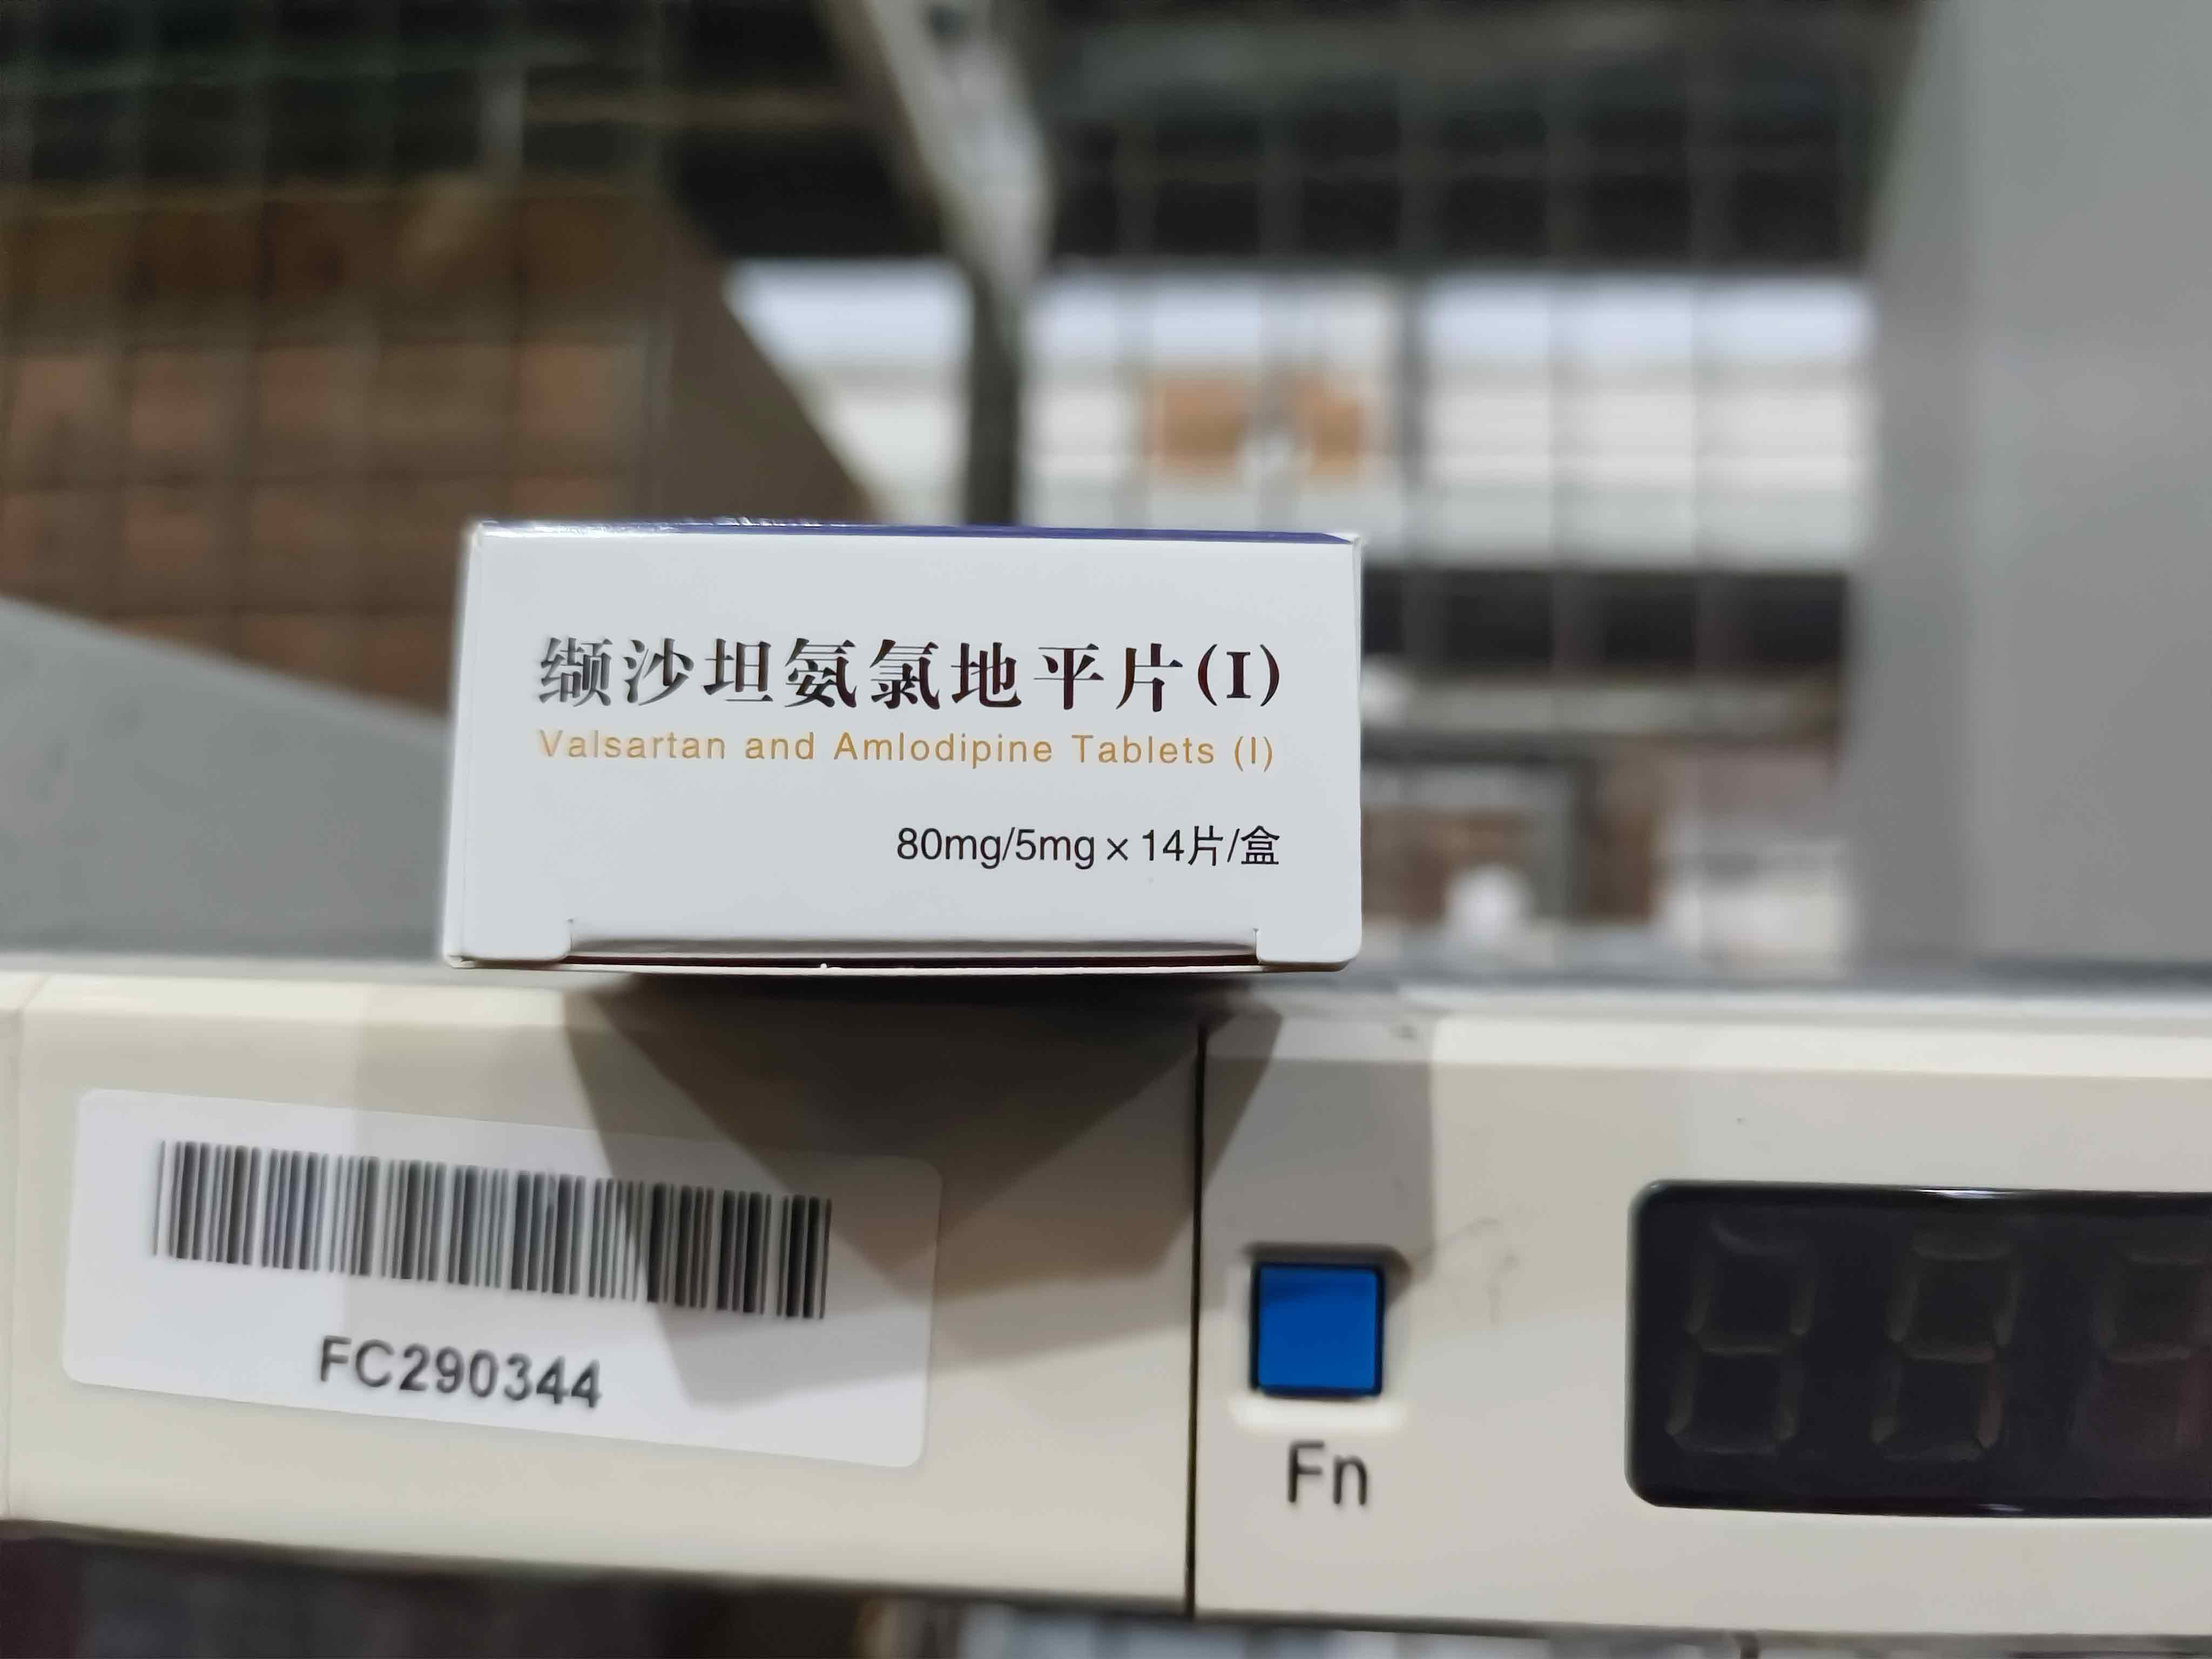 缬沙坦氨氯地平片(I)
Valsartan and Amlodipine Tablets (I)
80mg/5mg×14片/盒
FC290344
Fn